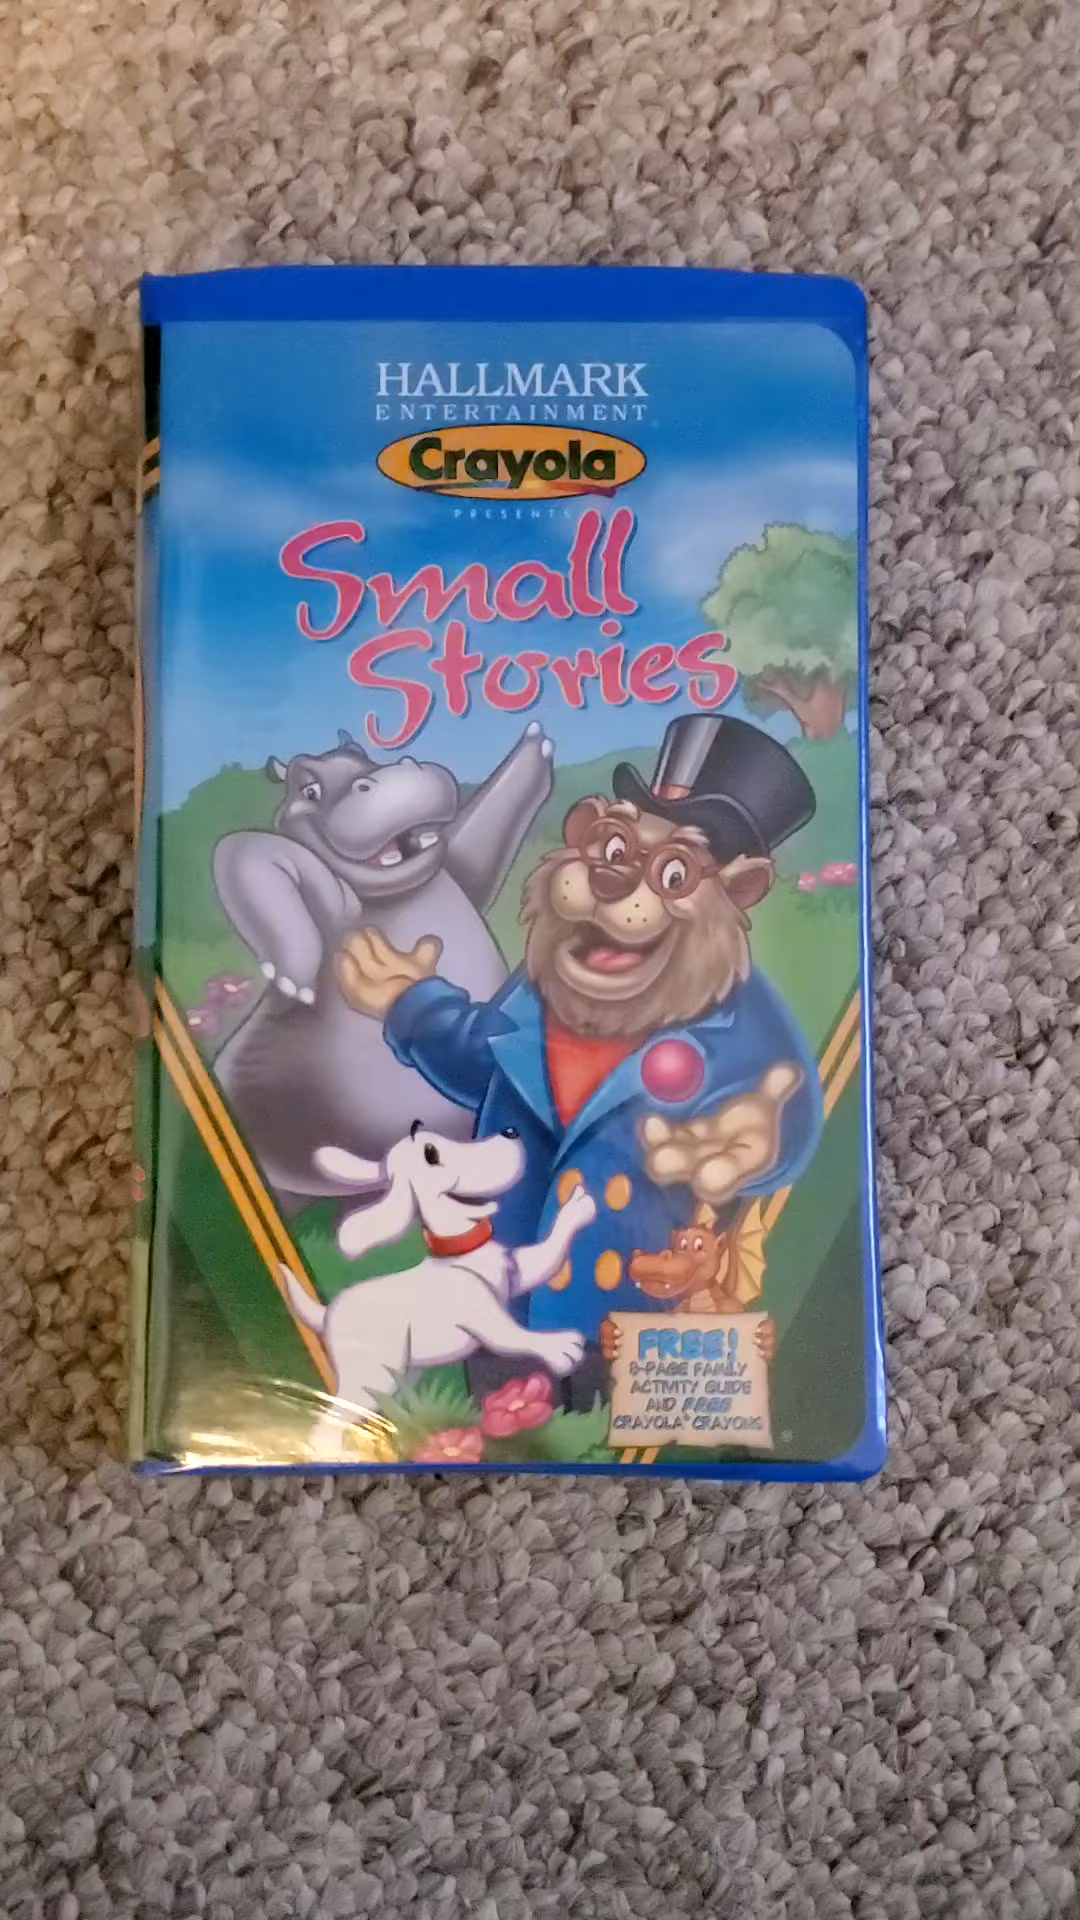 HALLMARK
ENTERTAINMENT
Crayola
PRESENTS
Small
Stories
FREE!
8-PAGE FAMILY
ACTIVITY GUIDE
AND FREE
CRAYOLA® CRAYONS